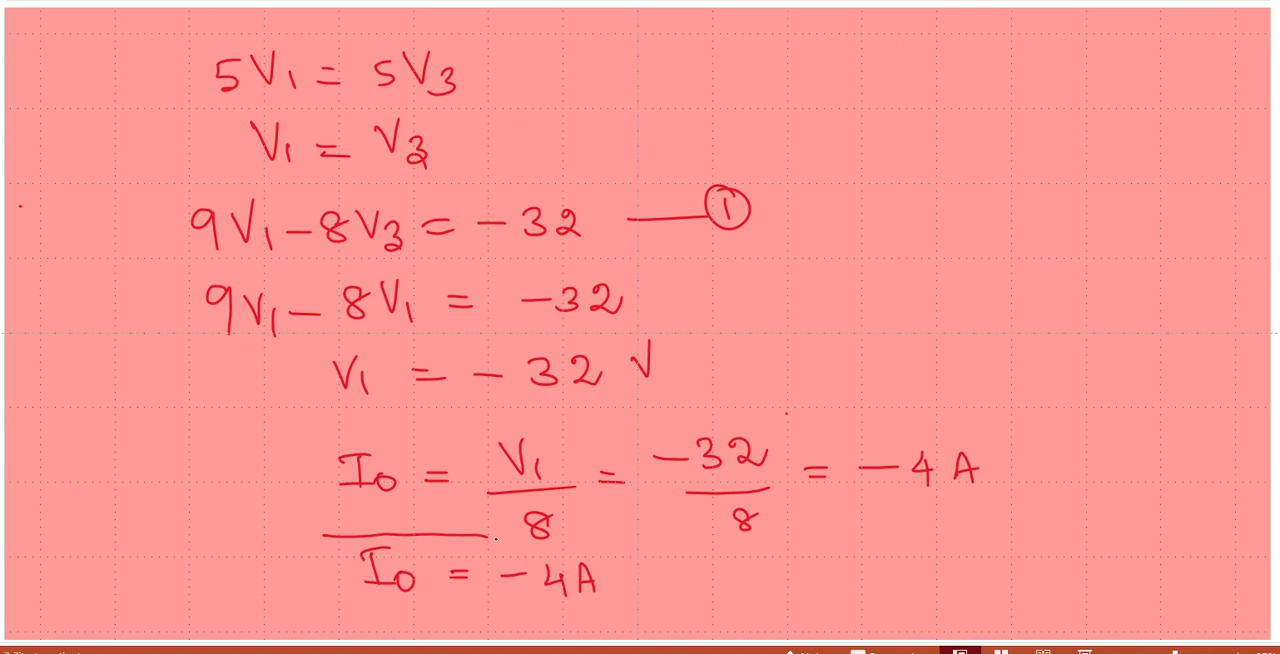 5V₁ = 5V₃
V₁ = V₃
9V₁ - 8V₃ = -32 — ①
9V₁ - 8V₁ = -32
V₁ = -32 V
I₀ = V₁/8 = -32/8 = -4 A
I₀ = -4A